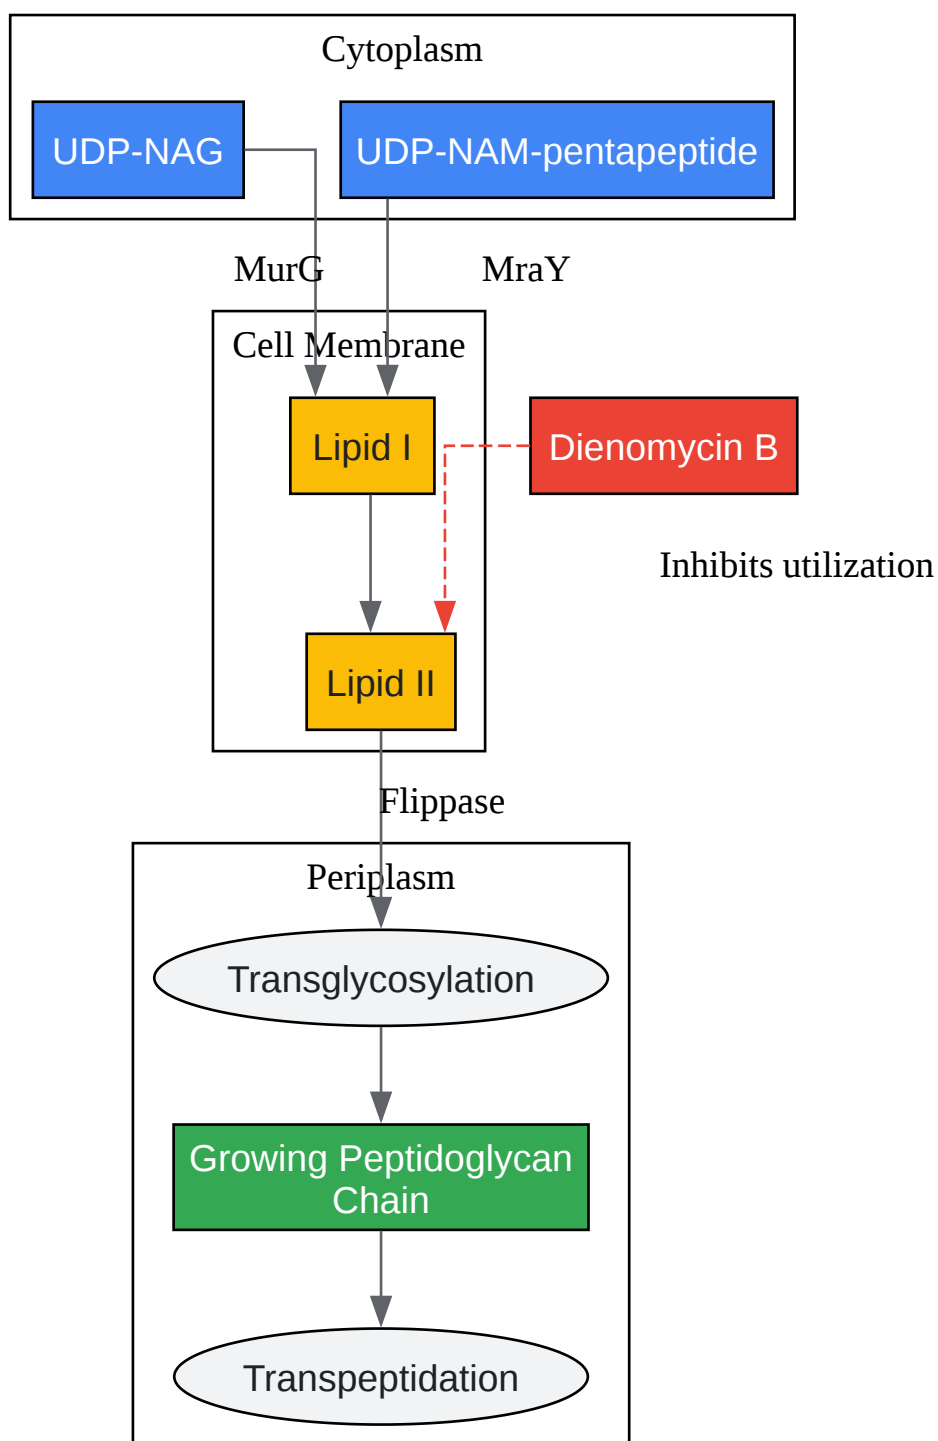 Cytoplasm
UDP-NAG
UDP-NAM-pentapeptide
MurG
MraY
Cell Membrane
Lipid I
Dienomycin B
Inhibits utilization
Lipid II
Flippase
Periplasm
Transglycosylation
Growing Peptidoglycan
Chain
Transpeptidation